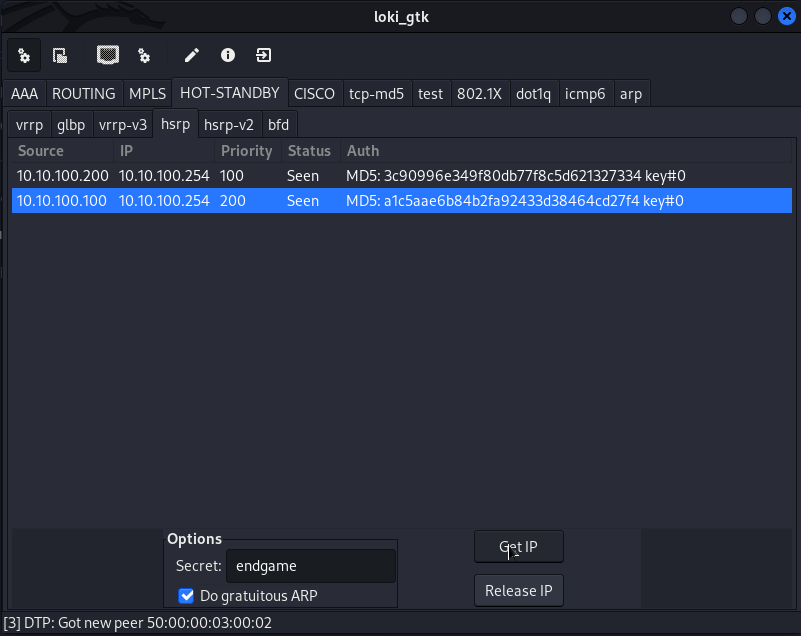 loki_gtk
AAA ROUTING MPLS HOT-STANDBY CISCO tcp-md5 test 802.1X dot1q icmp6 arp
vrrp glbp vrrp-v3 hsrp hsrp-v2 bfd
Source IP Priority Status Auth
10.10.100.200 10.10.100.254 100 Seen MD5: 3c90996e349f80db77f8c5d621327334 key#0
10.10.100.100 10.10.100.254 200 Seen MD5: a1c5aae6b84b2fa92433d38464cd27f4 key#0
Options
Secret: endgame
Get IP
Do gratuitous ARP
Release IP
[3] DTP: Got new peer 50:00:00:03:00:02